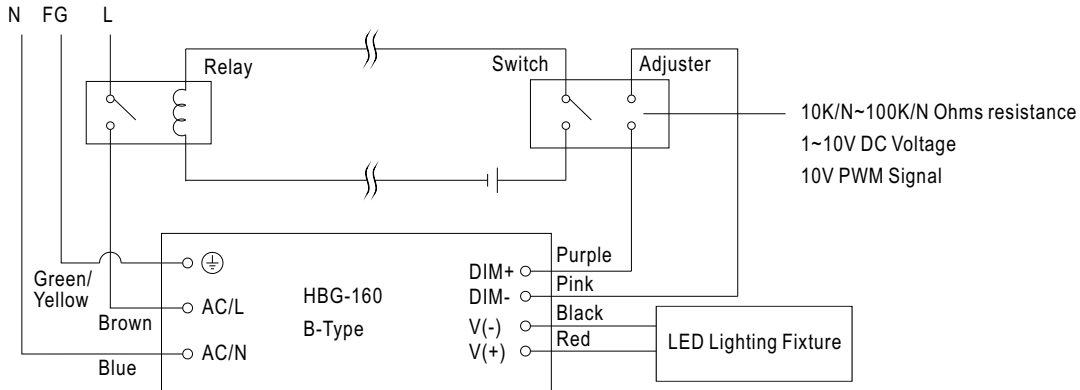 N FG L
Relay
Switch
Adjuster
10K/N~100K/N Ohms resistance
1~10V DC Voltage
10V PWM Signal
Green/
Yellow
Brown
Blue
AC/L
AC/N
HBG-160
B-Type
DIM+
DIM-
V(-)
V(+)
Purple
Pink
Black
Red
LED Lighting Fixture